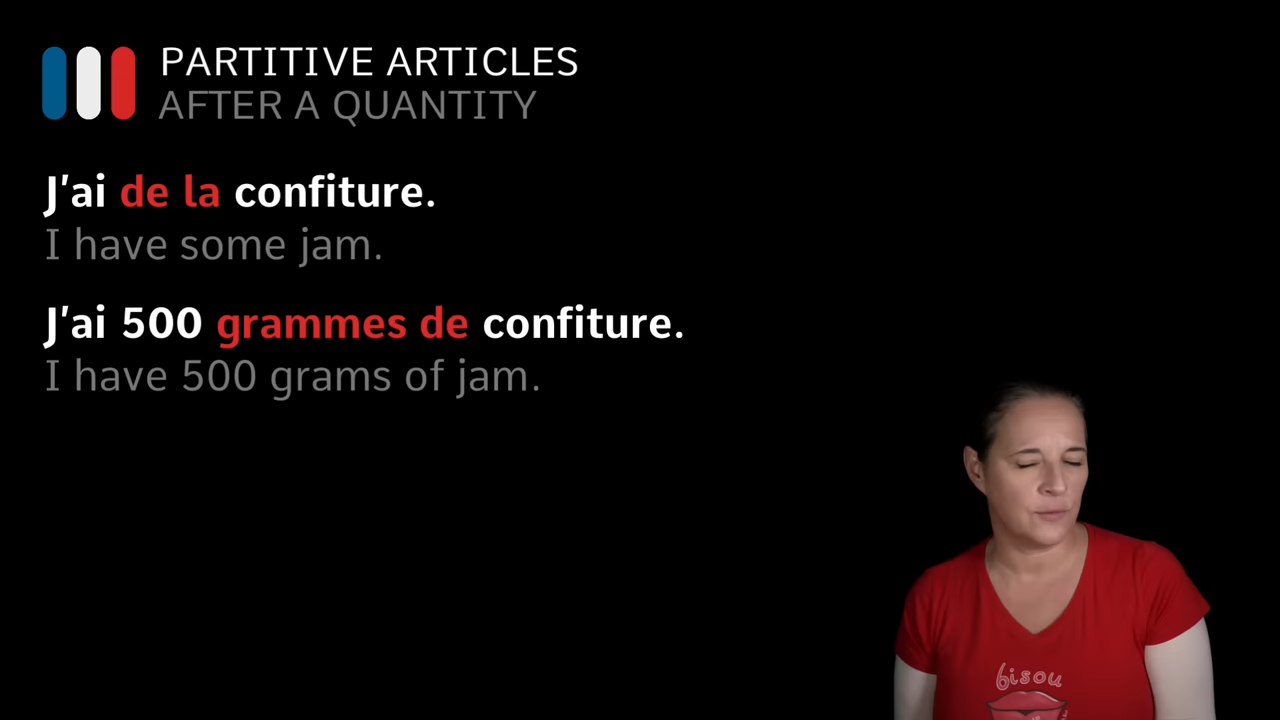 PARTITIVE ARTICLES
AFTER A QUANTITY
J'ai de la confiture.
I have some jam.
J'ai 500 grammes de confiture.
I have 500 grams of jam.
bisou